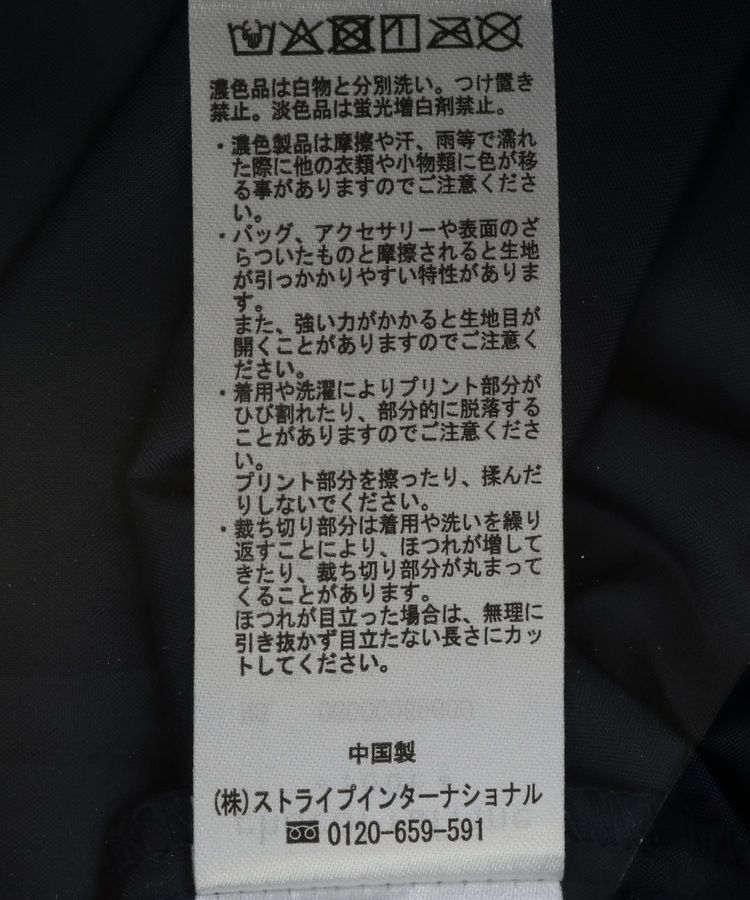 濃色品は白物と分別洗い。つけ置き
禁止。淡色品は蛍光増白剤禁止。
・濃色製品は摩擦や汗、雨等で濡れ
た際に他の衣類や小物類に色が移
る事がありますのでご注意くださ
い。
・バッグ、アクセサリーや表面のざ
らついたものと摩擦されると生地
が引っかかりやすい特性がありま
す。
また、強い力がかかると生地目が
開くことがありますのでご注意く
ださい。
・着用や洗濯によりプリント部分が
ひび割れたり、部分的に脱落する
ことがありますのでご注意くださ
い。
プリント部分を擦ったり、揉んだ
りしないでください。
・裁ち切り部分は着用や洗いを繰り
返すことにより、ほつれが増して
きたり、裁ち切り部分が丸まって
くることがあります。
ほつれが目立った場合は、無理に
引き抜かず目立たない長さにカッ
トしてください。
中国製
(株)ストライプインターナショナル
0120-659-591